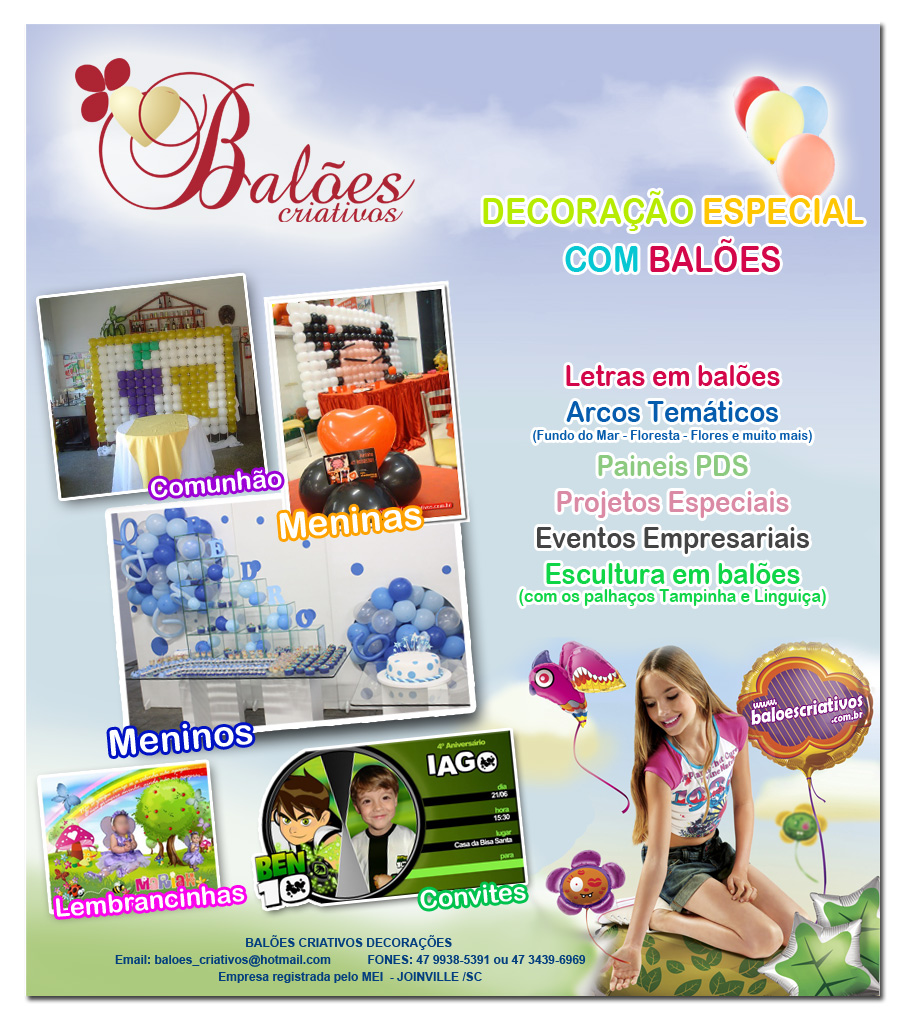 Balões
criativos
DECORAÇÃO ESPECIAL
COM BALÕES
Letras em balões
Arcos Temáticos
(Fundo do Mar - Floresta - Flores e muito mais)
Paineis PDS
Projetos Especiais
Eventos Empresariais
Escultura em balões
(com os palhaços Tampinha e Linguiça)
Comunhão
Meninas
EDRO
Meninos
www.
baloescriativos
.com.br
4º Aniversário
IAGO
dia
21/06
hora
15:30
lugar
Casa da Bisa Santa
para
BEN
10
Convites
Lembrancinhas
BALÕES CRIATIVOS DECORAÇÕES
Email: baloes_criativos@hotmail.com FONES: 47 9938-5391 ou 47 3439-6969
Empresa registrada pelo MEI - JOINVILLE /SC